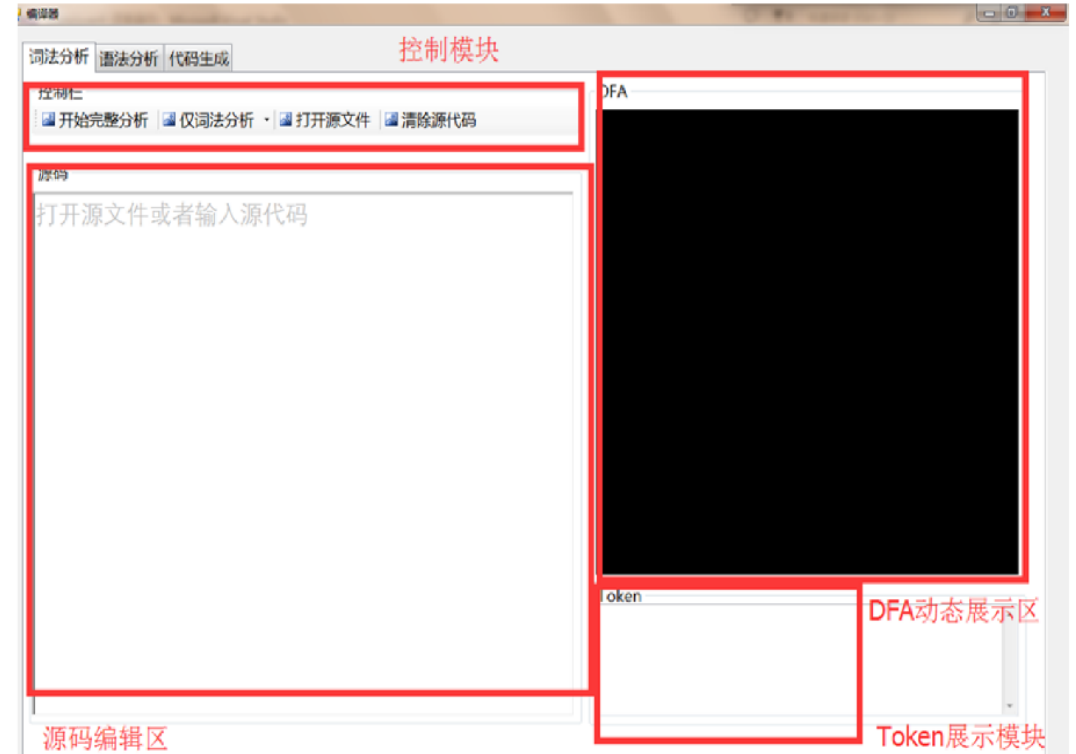 编译器
词法分析 语法分析 代码生成
控制模块
控制栏
开始完整分析 仅词法分析 打开源文件 清除源代码
DFA
源码
打开源文件或者输入源代码
Token
DFA动态展示区
源码编辑区
Token展示模块